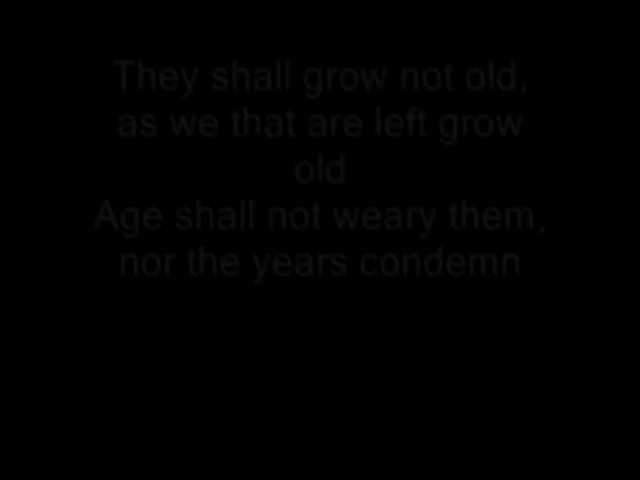 They shall grow not old,
as we that are left grow
old
Age shall not weary them,
nor the years condemn